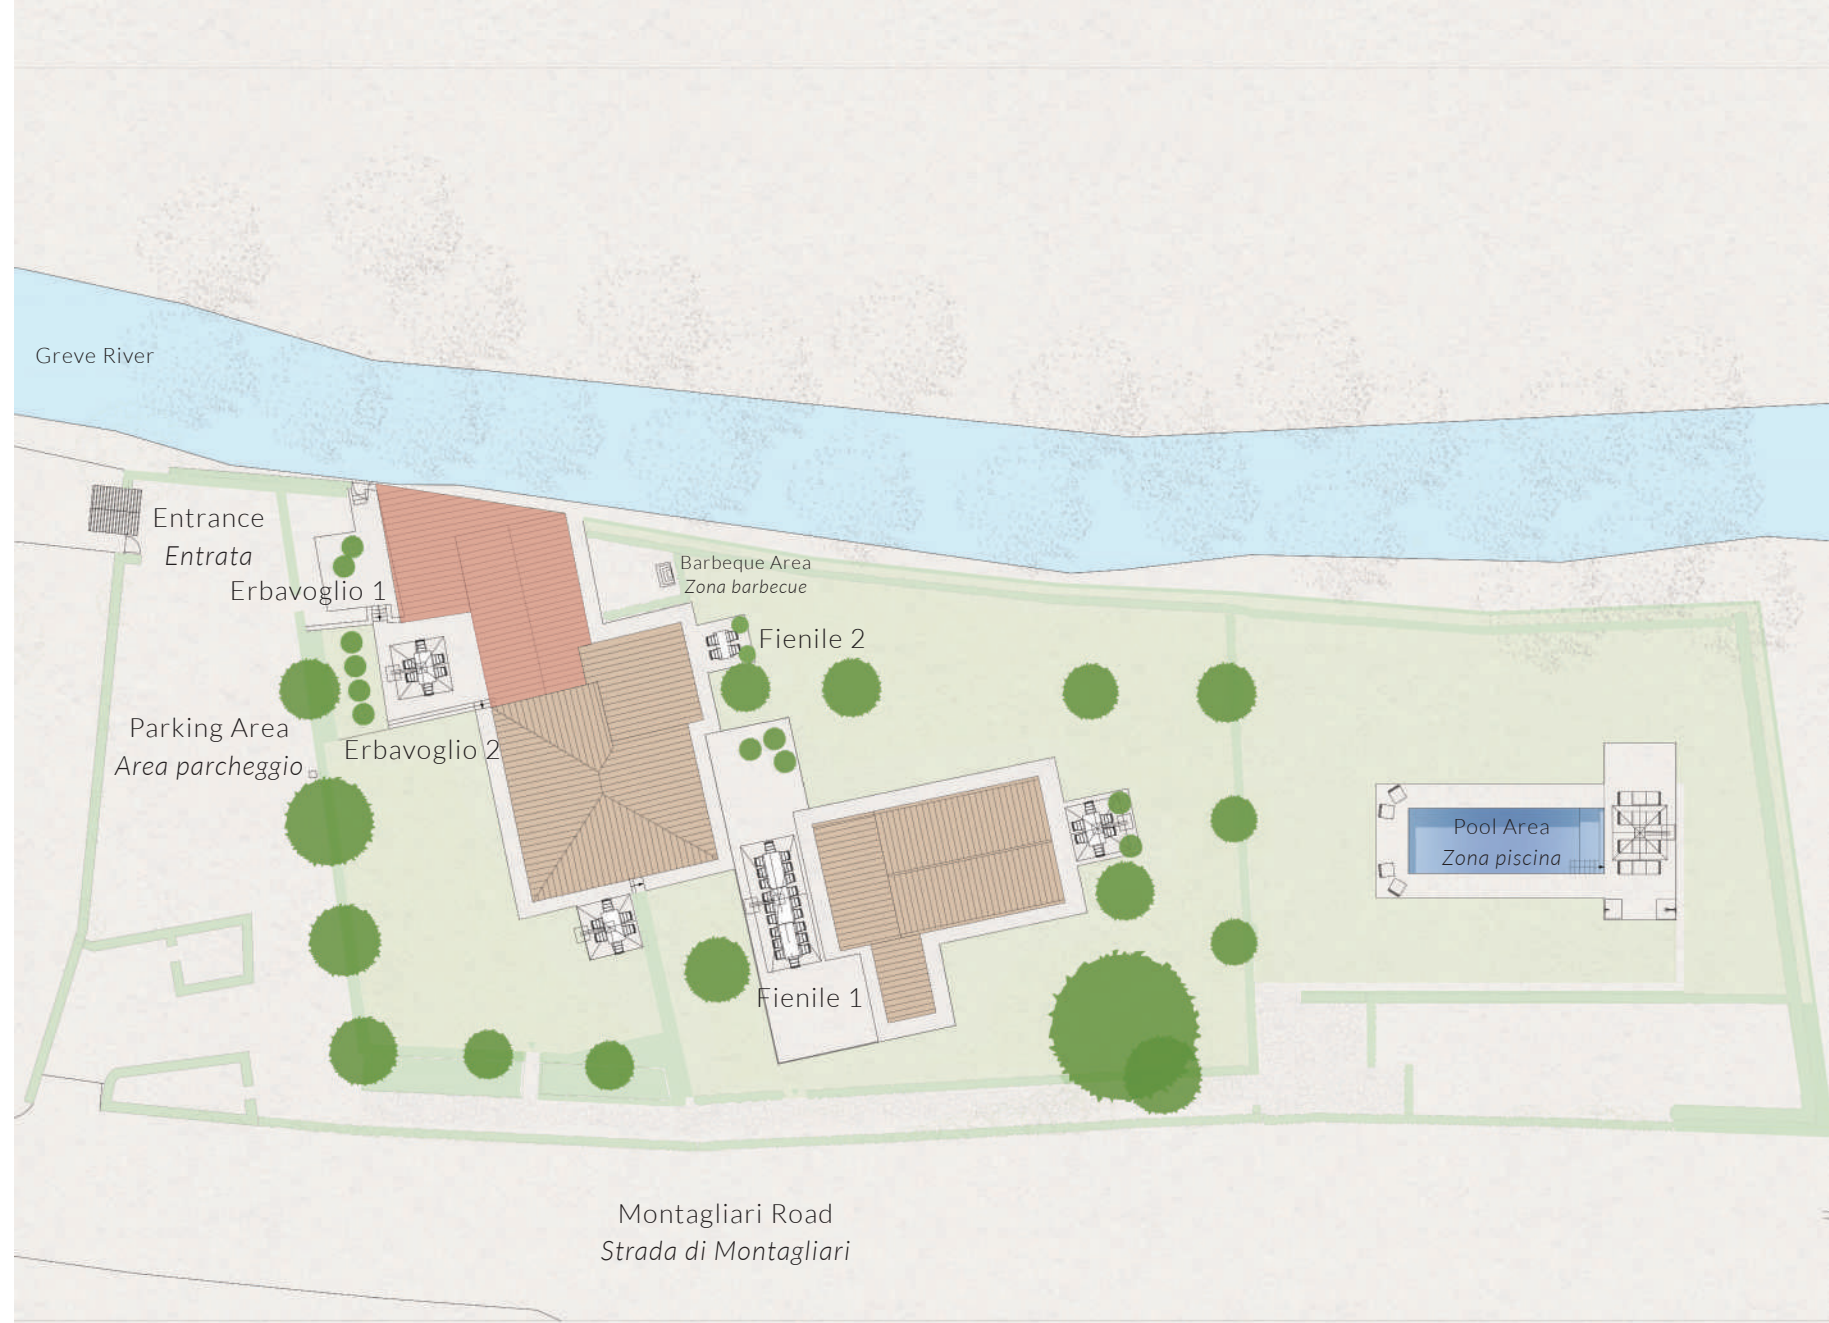 Greve River
Entrance
Entrata
Erbavoglio 1
Barbeque Area
Zona barbecue
Fienile 2
Parking Area
Area parcheggio
Erbavoglio 2
Pool Area
Zona piscina
Fienile 1
Montagliari Road
Strada di Montagliari